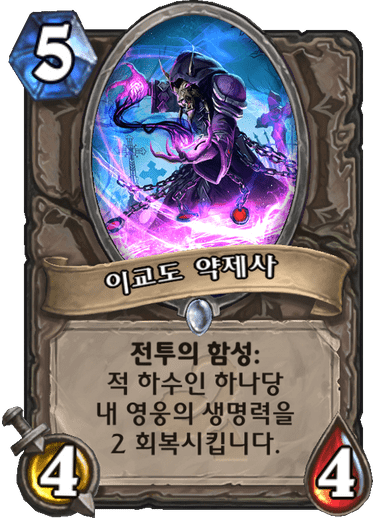 5
이교도 약제사
전투의 함성:
적 하수인 하나당
내 영웅의 생명력을
2 회복시킵니다.
4 4